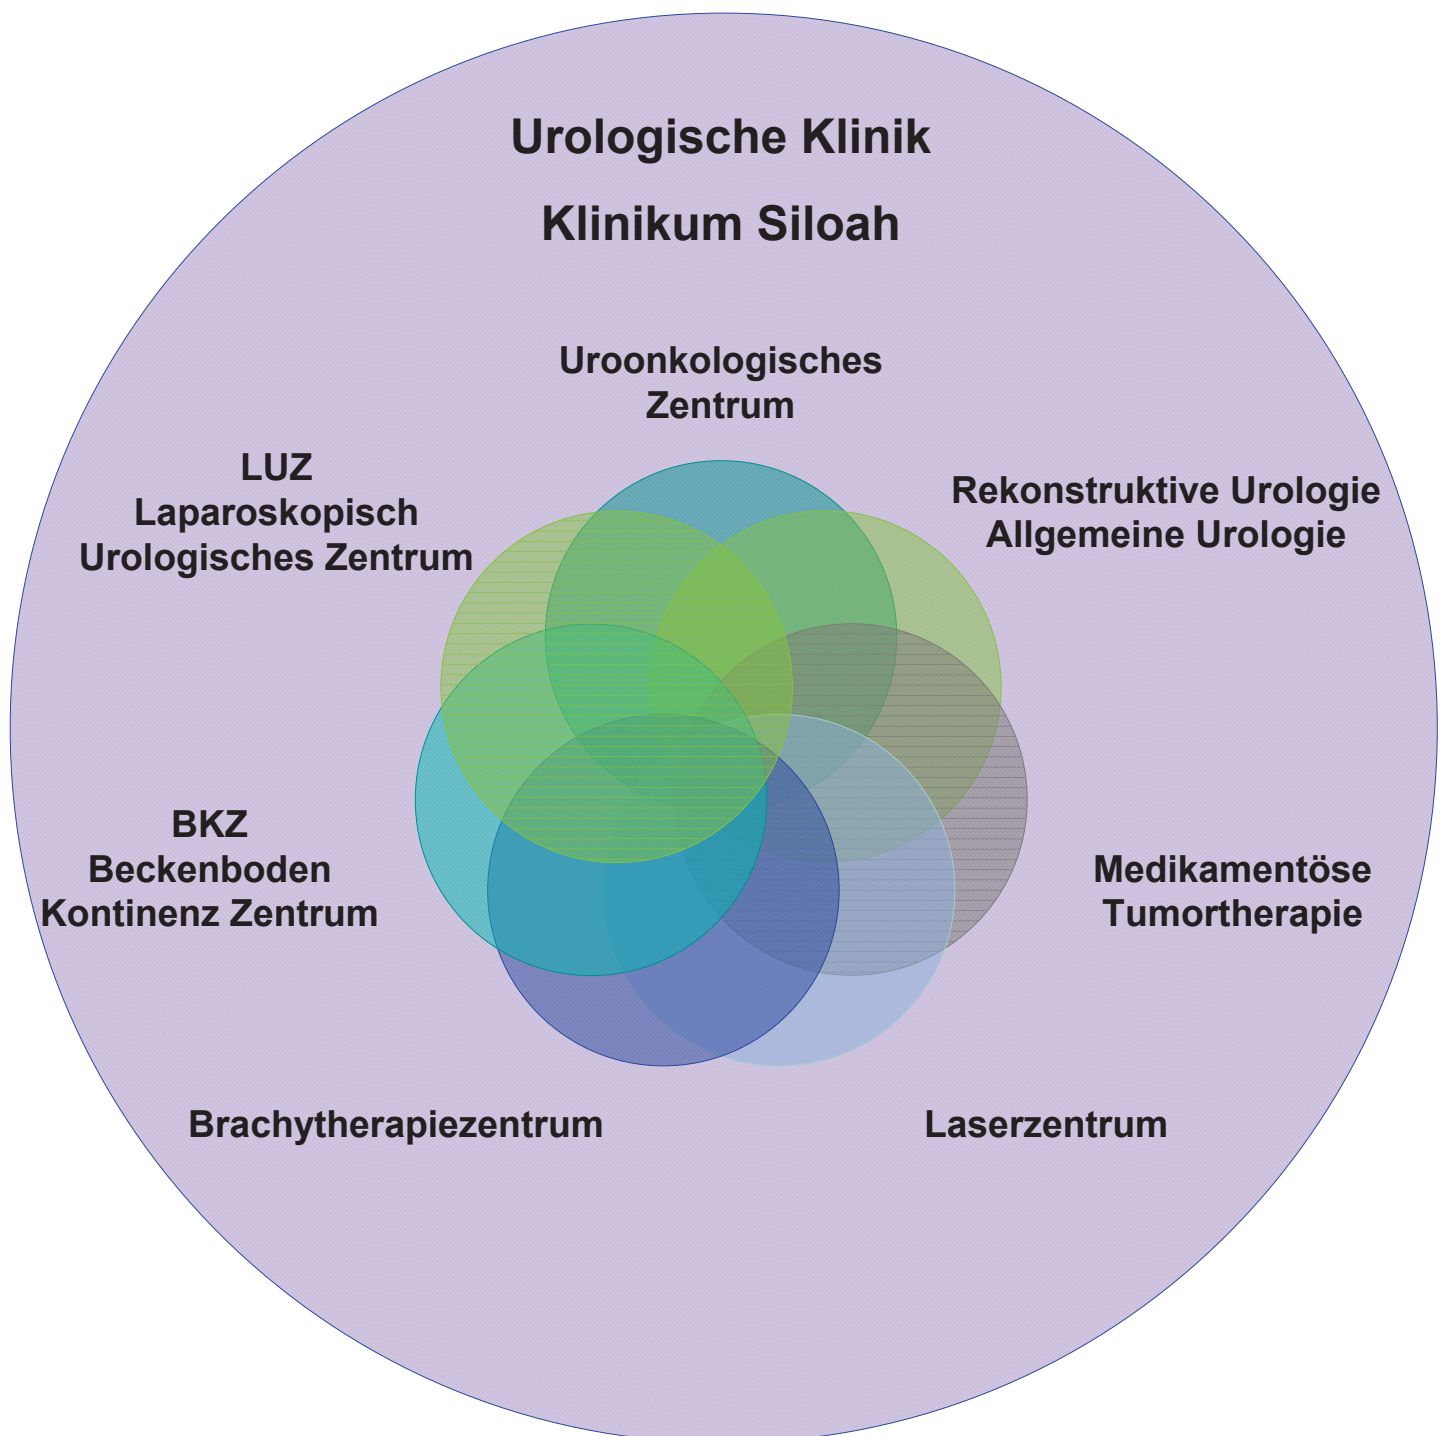 Urologische Klinik
Klinikum Siloah
Uroonkologisches
Zentrum
LUZ
Laparoskopisch
Urologisches Zentrum
Rekonstruktive Urologie
Allgemeine Urologie
BKZ
Beckenboden
Kontinenz Zentrum
Medikamentöse
Tumortherapie
Brachytherapiezentrum
Laserzentrum